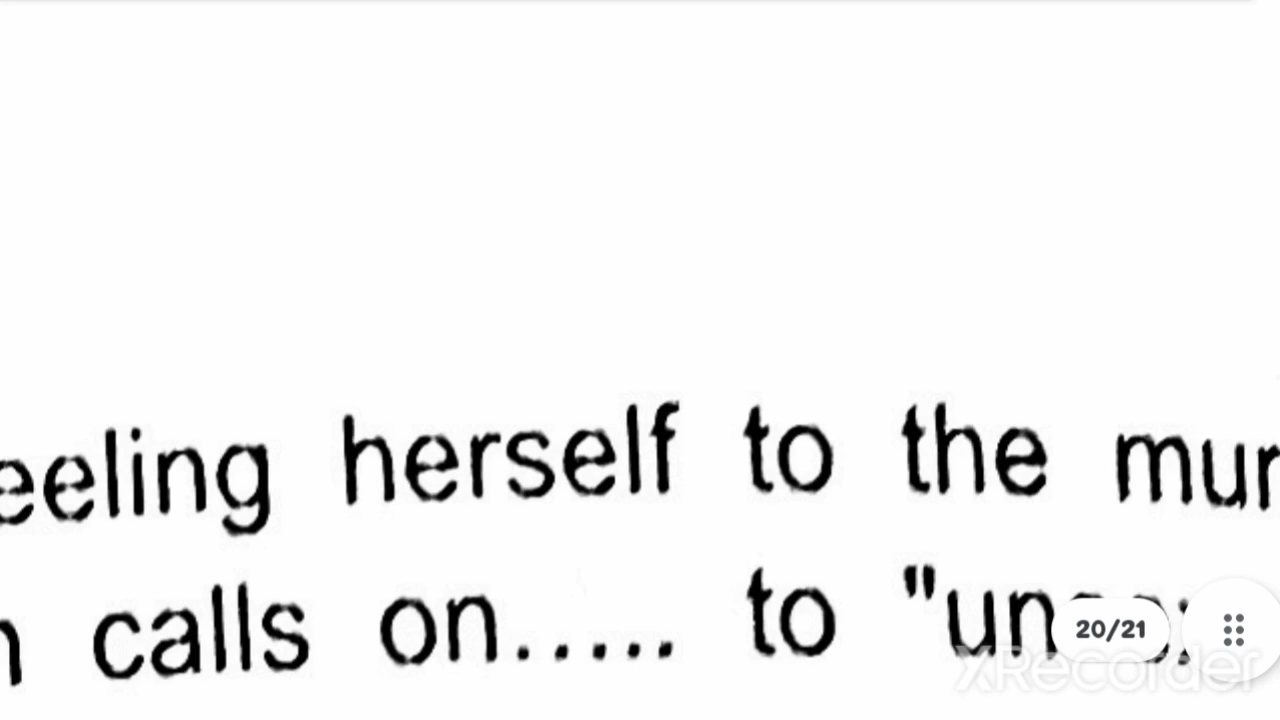 eeling herself to the mur
n calls on..... to "un
20/21
XRecorder